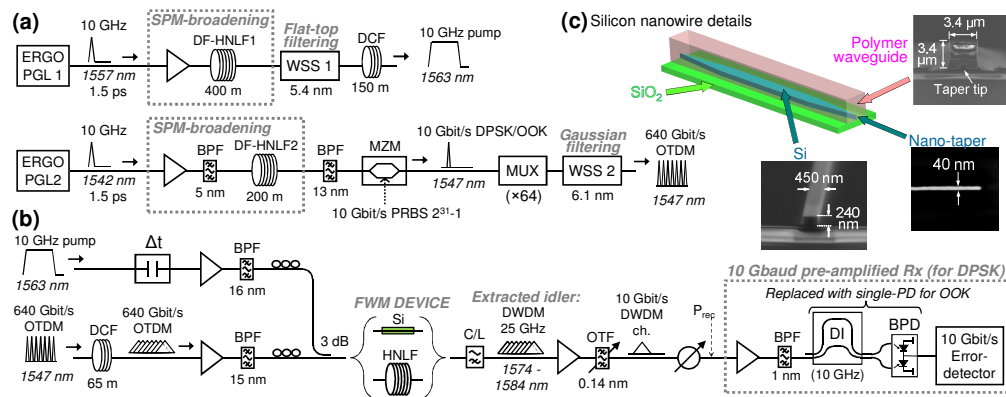 (a)
10 GHz
SPM-broadening
Flat-top
filtering
DCF
10 GHz pump
ERGO
PGL 1
DF-HNLF1
WSS 1
1557 nm
1.5 ps
400 m
5.4 nm
150 m
1563 nm
10 GHz
SPM-broadening
10 Gbit/s DPSK/OOK
Gaussian
filtering
640 Gbit/s
OTDM
ERGO
PGL2
BPF
DF-HNLF2
BPF
MZM
MUX
WSS 2
1542 nm
1.5 ps
5 nm
200 m
13 nm
1547 nm
(×64)
6.1 nm
1547 nm
10 Gbit/s PRBS 2³¹-1
(b)
10 GHz pump
Δt
BPF
1563 nm
16 nm
640 Gbit/s
OTDM
DCF
640 Gbit/s
OTDM
BPF
3 dB
1547 nm
65 m
15 nm
FWM DEVICE
Si
HNLF
Extracted idler:
DWDM
25 GHz
C/L
1574 -
1584 nm
OTF
0.14 nm
10 Gbit/s
DWDM
ch.
Prec
10 Gbaud pre-amplified Rx (for DPSK)
Replaced with single-PD for OOK
BPF
DI
BPD
10 Gbit/s
Error-
detector
1 nm
(10 GHz)
(c)
Silicon nanowire details
Polymer
waveguide
3.4 μm
3.4
μm
Taper tip
SiO₂
Si
Nano-taper
450 nm
240
nm
40 nm